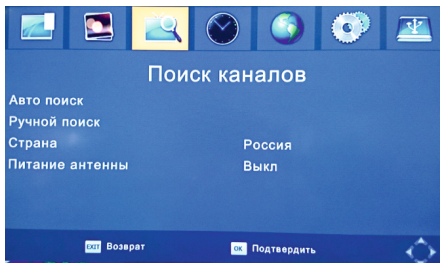 Поиск каналов
Авто поиск
Ручной поиск
Страна Россия
Питание антенны Выкл
EXIT Возврат OK Подтвердить